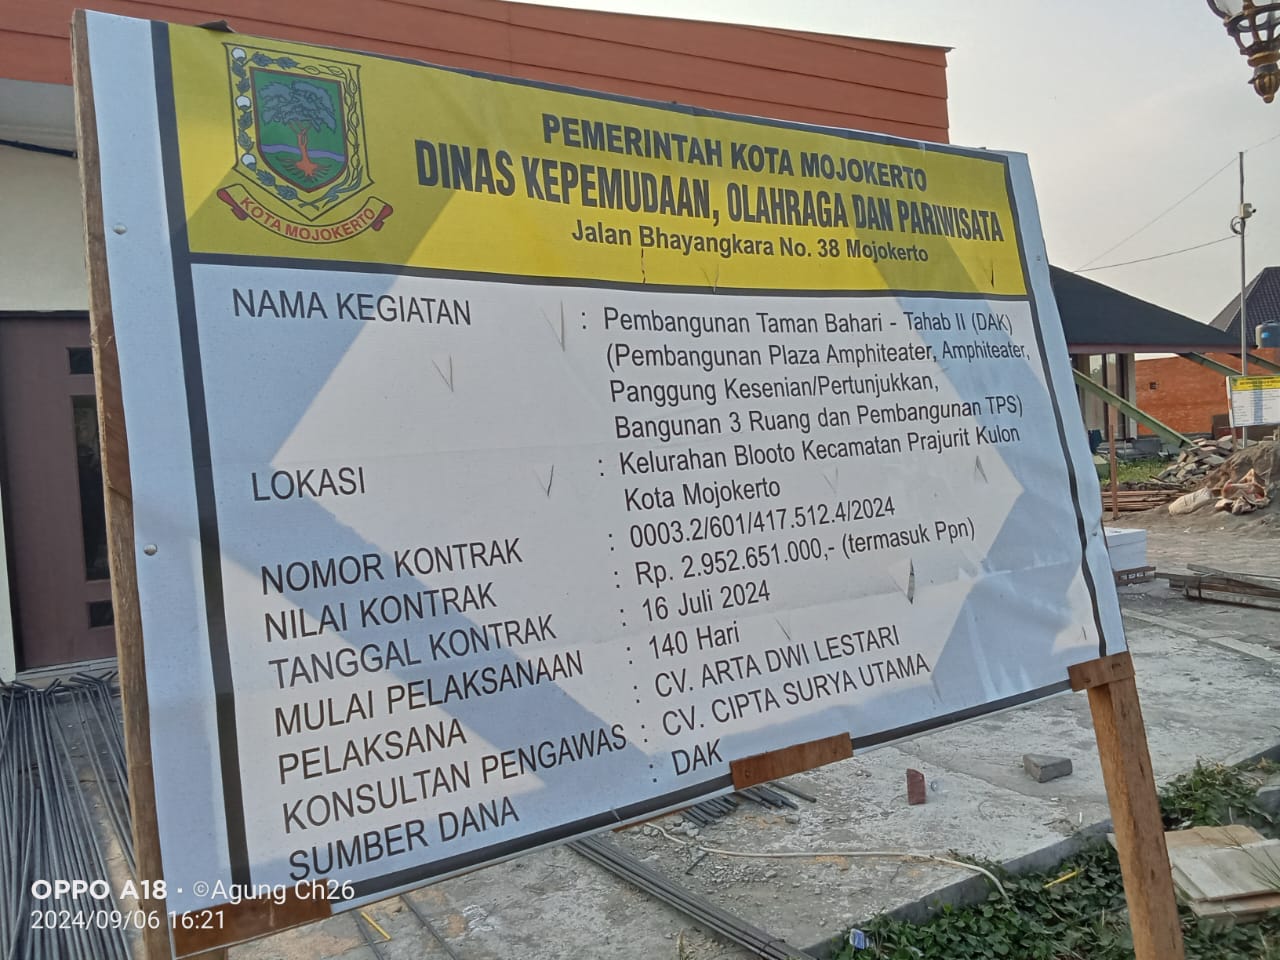 KOTA MOJOKERTO
PEMERINTAH KOTA MOJOKERTO
DINAS KEPEMUDAAN, OLAHRAGA DAN PARIWISATA
Jalan Bhayangkara No. 38 Mojokerto
NAMA KEGIATAN : Pembangunan Taman Bahari - Tahab II (DAK)
(Pembangunan Plaza Amphiteater, Amphiteater,
Panggung Kesenian/Pertunjukkan,
Bangunan 3 Ruang dan Pembangunan TPS)
LOKASI : Kelurahan Blooto Kecamatan Prajurit Kulon
Kota Mojokerto
NOMOR KONTRAK : 0003.2/601/417.512.4/2024
NILAI KONTRAK : Rp. 2.952.651.000,- (termasuk Ppn)
TANGGAL KONTRAK : 16 Juli 2024
MULAI PELAKSANAAN : 140 Hari
PELAKSANA : CV. ARTA DWI LESTARI
KONSULTAN PENGAWAS : CV. CIPTA SURYA UTAMA
SUMBER DANA : DAK
OPPO A18 · ©Agung Ch26
2024/09/06 16:21